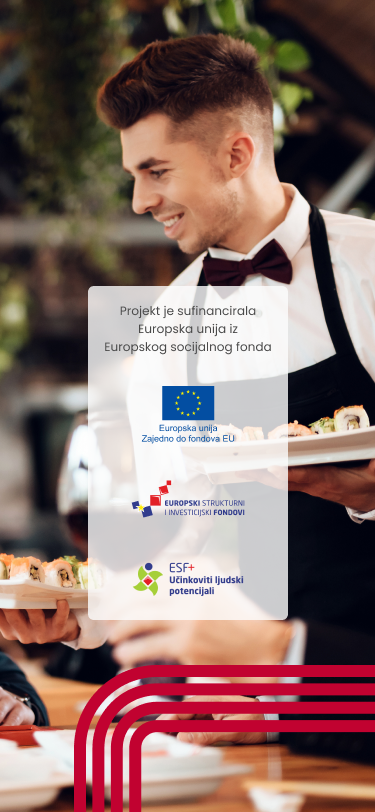 Projekt je sufinancirala
Europska unija iz
Europskog socijalnog fonda
Europska unija
Zajedno do fondova EU
EUROPSKI STRUKTURNI
I INVESTICIJSKI FONDOVI
ESF+
Učinkoviti ljudski
potencijali